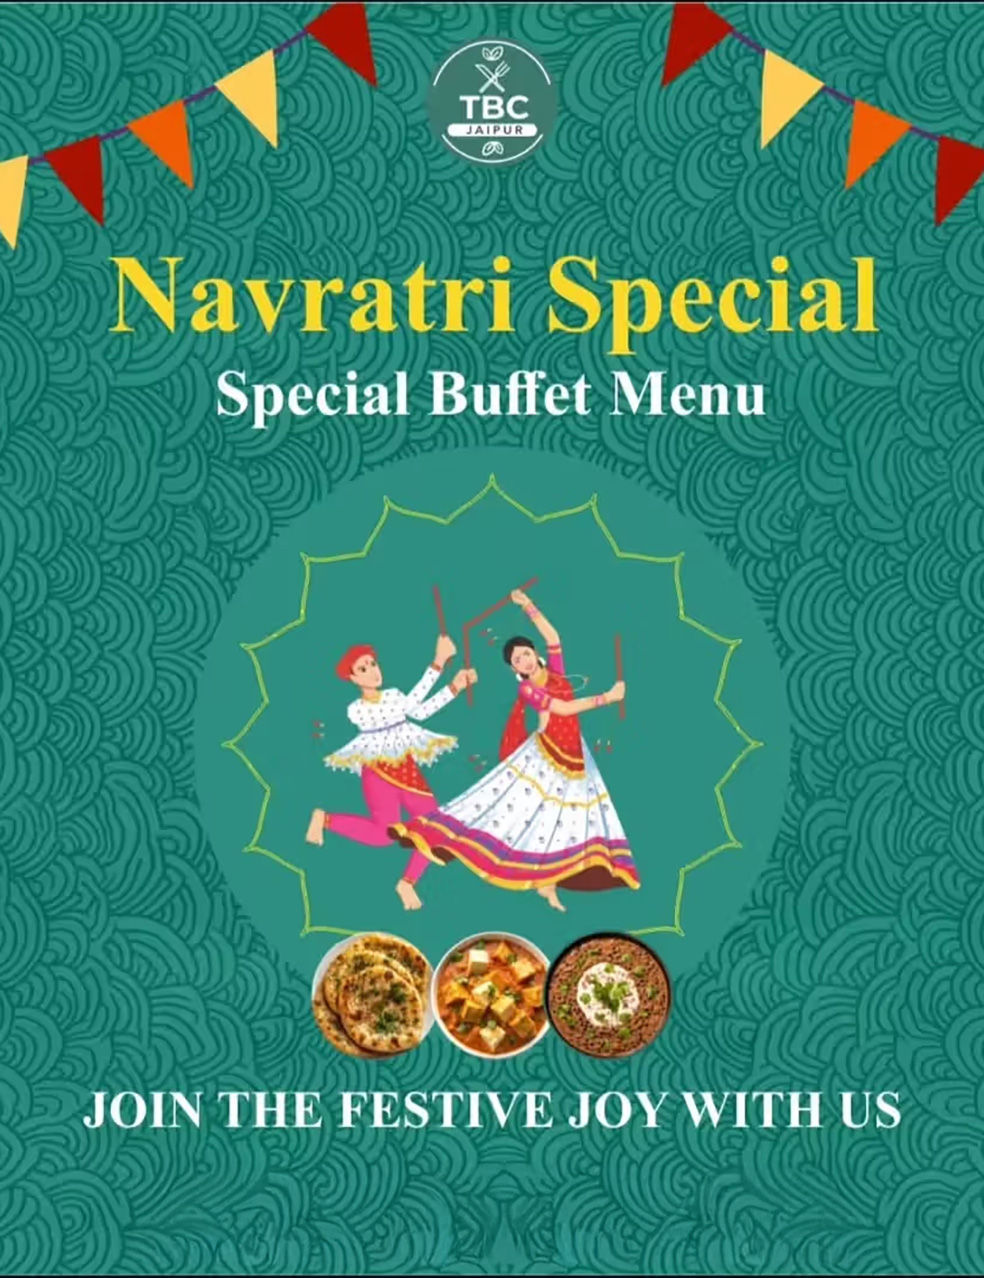 TBC
JAIPUR
Navratri Special
Special Buffet Menu
JOIN THE FESTIVE JOY WITH US